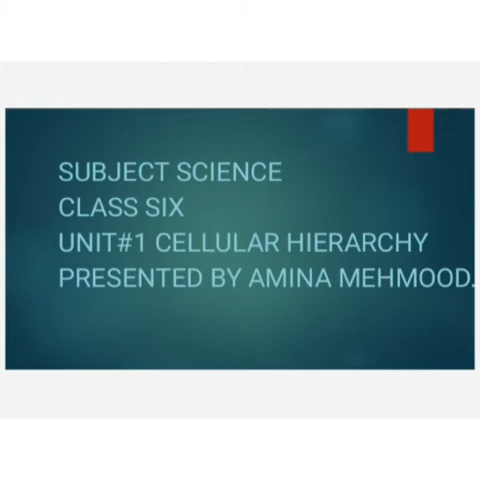 SUBJECT SCIENCE
CLASS SIX
UNIT#1 CELLULAR HIERARCHY
PRESENTED BY AMINA MEHMOOD.